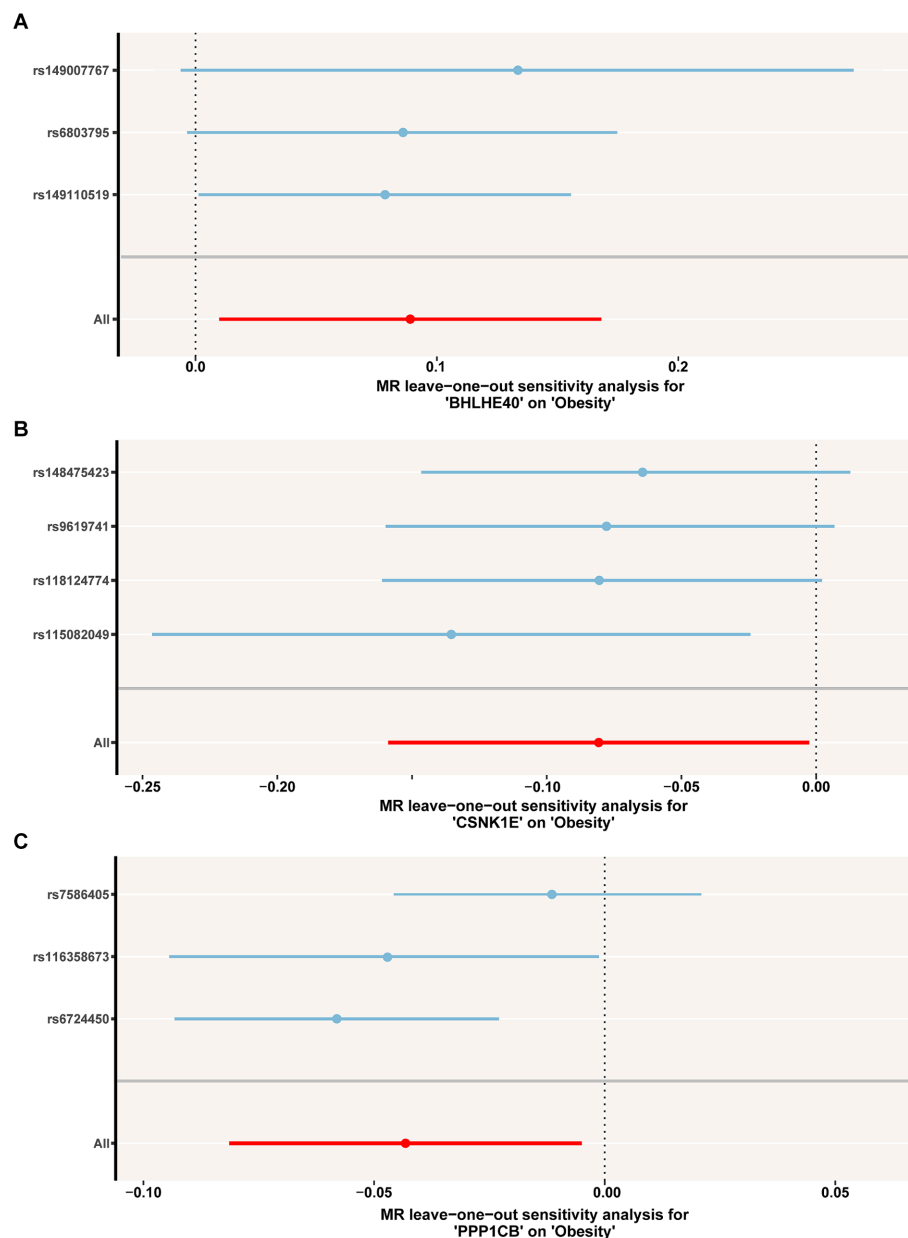 A
rs149007767
rs6803795
rs149110519
All
0.0 0.1 0.2
MR leave−one−out sensitivity analysis for
'BHLHE40' on 'Obesity'
B
rs148475423
rs9619741
rs118124774
rs115082049
All
−0.25 −0.20 −0.10 −0.05 0.00
MR leave−one−out sensitivity analysis for
'CSNK1E' on 'Obesity'
C
rs7586405
rs116358673
rs6724450
All
−0.10 −0.05 0.00 0.05
MR leave−one−out sensitivity analysis for
'PPP1CB' on 'Obesity'